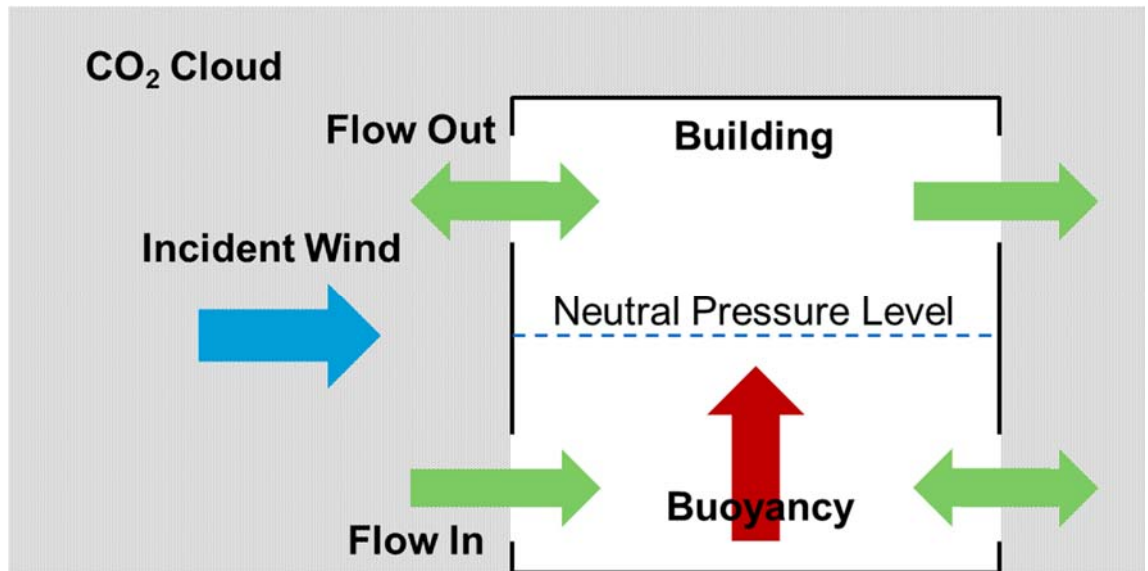 CO₂ Cloud
Flow Out
Building
Incident Wind
Neutral Pressure Level
Buoyancy
Flow In